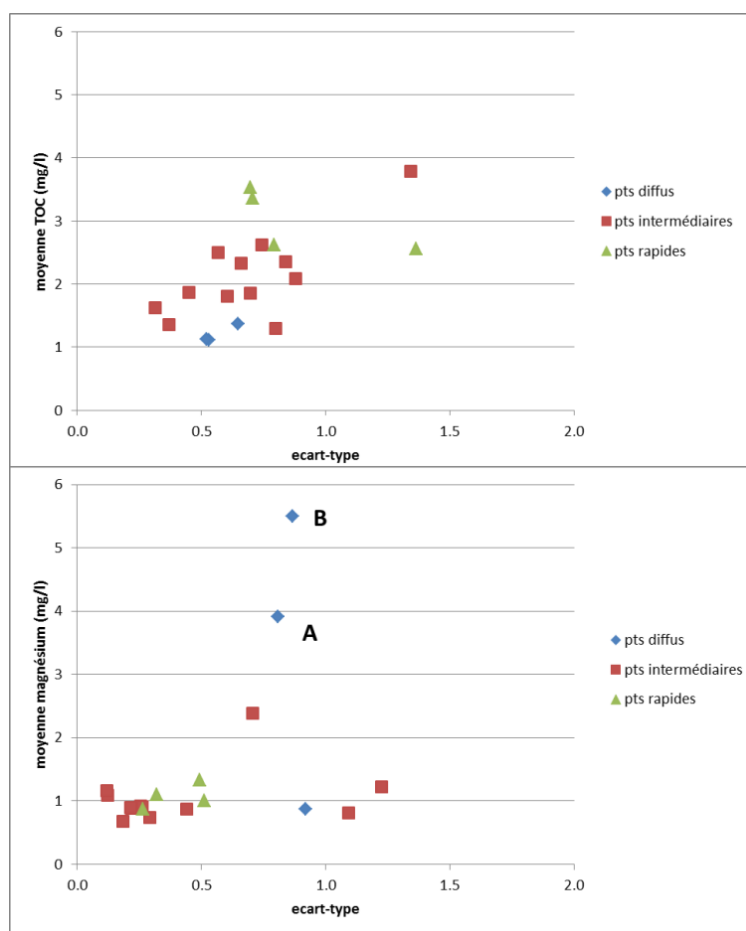 6
5
4
3
2
1
0
moyenne TOC (mg/l)
0.0 0.5 1.0 1.5 2.0
ecart-type
pts diffus
pts intermédiaires
pts rapides
6
5
4
3
2
1
0
moyenne magnésium (mg/l)
B
A
0.0 0.5 1.0 1.5 2.0
ecart-type
pts diffus
pts intermédiaires
pts rapides